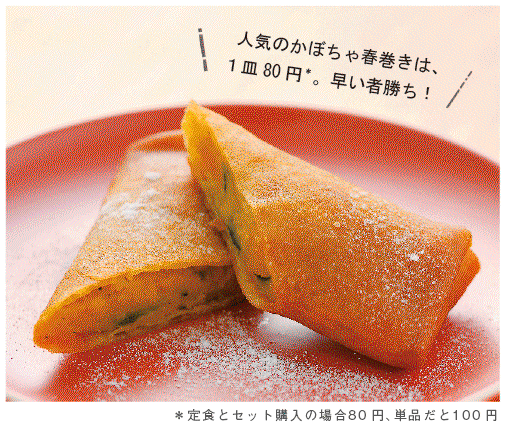 人気のかぼちゃ春巻きは、
1皿80円*。早い者勝ち！
＊定食とセット購入の場合80円、単品だと100円